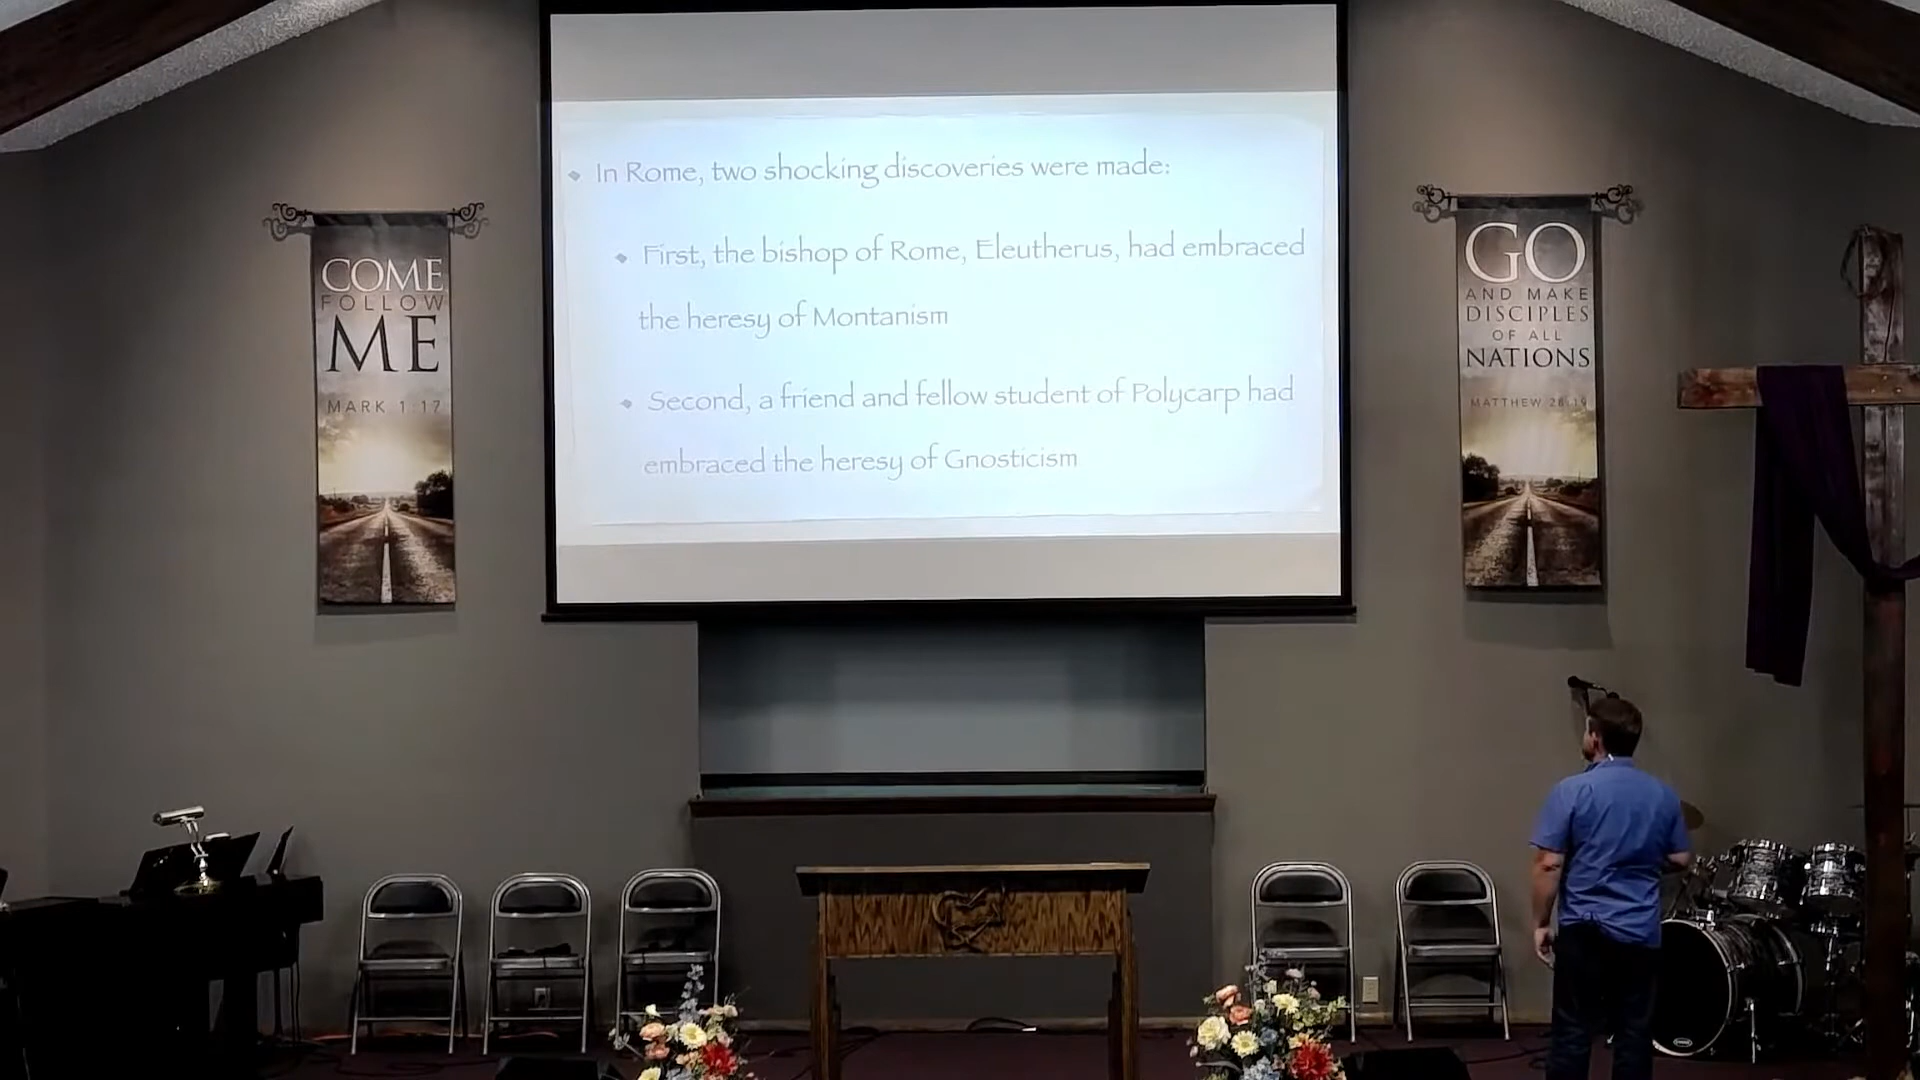 In Rome, two shocking discoveries were made:
First, the bishop of Rome, Eleutherus, had embraced
the heresy of Montanism
Second, a friend and fellow student of Polycarp had
embraced the heresy of Gnosticism
COME
FOLLOW
ME
MARK 1:17
GO
AND MAKE
DISCIPLES
OF ALL
NATIONS
MATTHEW 28:19